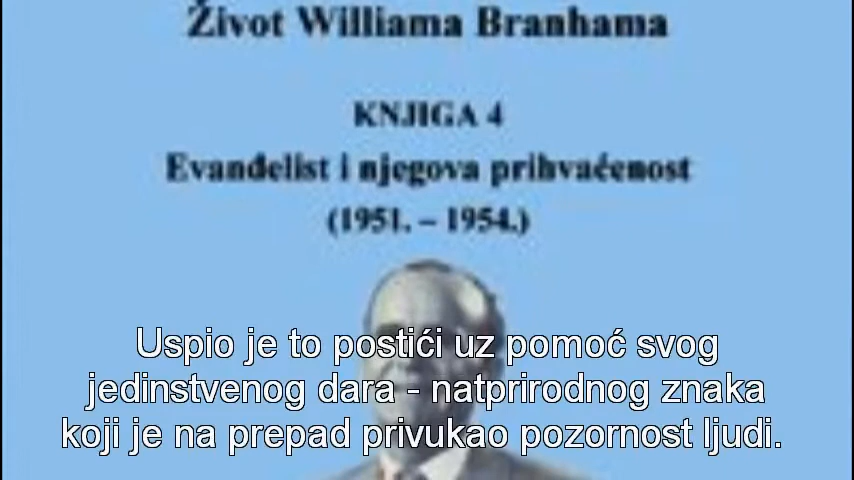 Život Williama Branhama
KNJIGA 4
Evanđelist i njegova prihvaćenost
(1951. – 1954.)
Uspio je to postići uz pomoć svog
jedinstvenog dara - natprirodnog znaka
koji je na prepad privukao pozornost ljudi.